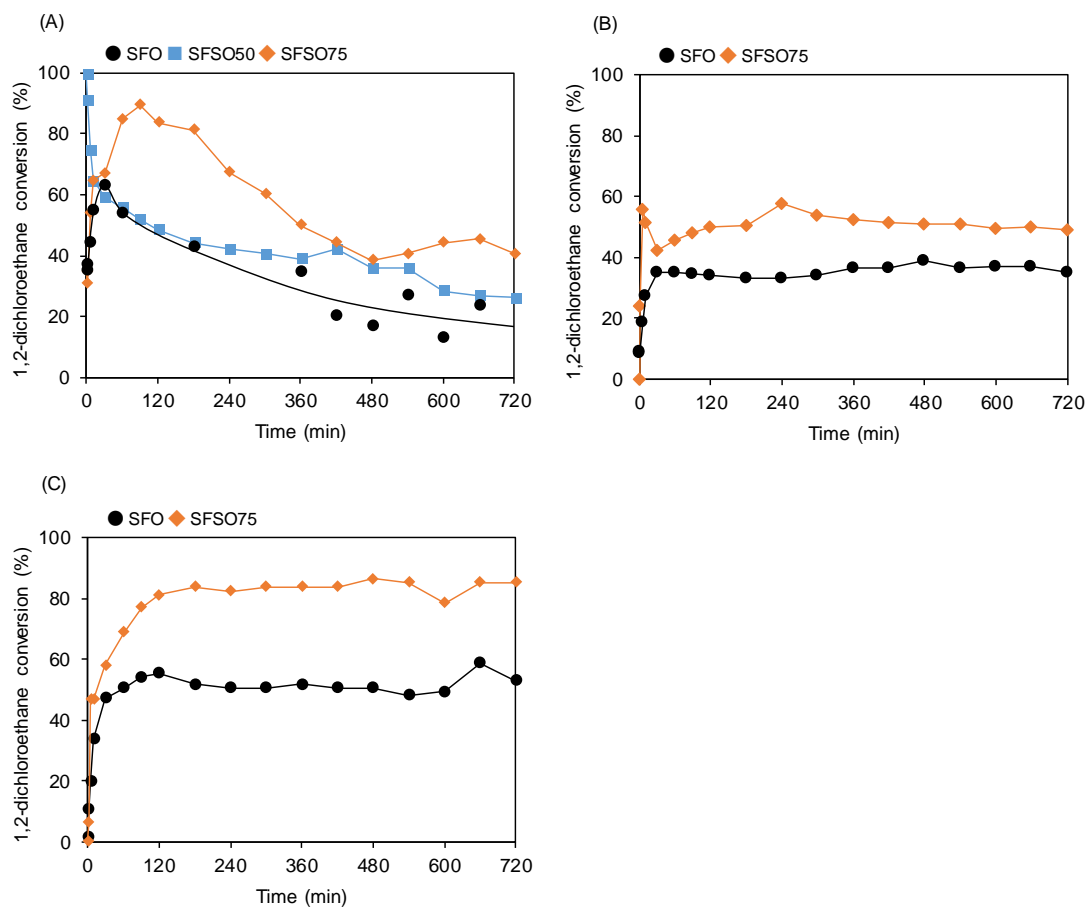 (A)
SFO SFSO50 SFSO75
1,2-dichloroethane conversion (%)
100
80
60
40
20
0
0 120 240 360 480 600 720
Time (min)
(B)
SFO SFSO75
1,2-dichloroethane conversion (%)
100
80
60
40
20
0
0 120 240 360 480 600 720
Time (min)
(C)
SFO SFSO75
1,2-dichloroethane conversion (%)
100
80
60
40
20
0
0 120 240 360 480 600 720
Time (min)